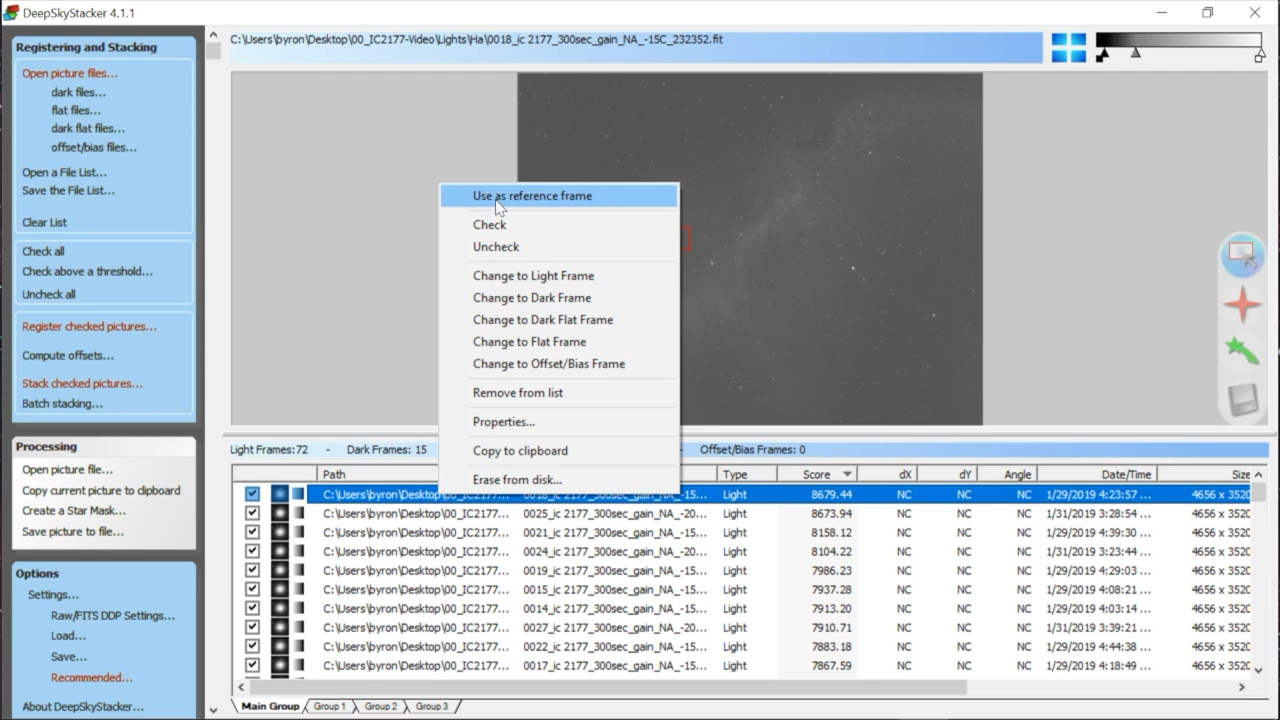 DeepSkyStacker 4.1.1
Registering and Stacking
Open picture files...
dark files...
flat files...
dark flat files...
offset/bias files...
Open a File List...
Save the File List...
Clear List
Check all
Check above a threshold...
Uncheck all
Register checked pictures...
Compute offsets...
Stack checked pictures...
Batch stacking...
Processing
Open picture file...
Copy current picture to clipboard
Create a Star Mask...
Save picture to file...
Options
Settings...
Raw/FITS DDP Settings...
Load...
Save...
Recommended...
About DeepSkyStacker...
C:\Users\byron\Desktop\00_IC2177-Video\Lights\Ha\0018_ic 2177_300sec_gain_NA_-15C_232352.fit
Use as reference frame
Check
Uncheck
Change to Light Frame
Change to Dark Frame
Change to Dark Flat Frame
Change to Flat Frame
Change to Offset/Bias Frame
Remove from list
Properties...
Copy to clipboard
Erase from disk...
Light Frames:72 - Dark Frames: 15 - Offset/Bias Frames: 0
Path Type Score dX dY Angle Date/Time Size
C:\Users\byron\Desktop\00_IC2177... 0018_ic 2177_300sec_gain_NA_-15... Light 8679.44 NC NC NC 1/29/2019 4:23:57 ... 4656 x 3520
C:\Users\byron\Desktop\00_IC2177... 0025_ic 2177_300sec_gain_NA_-20... Light 8673.94 NC NC NC 1/31/2019 3:28:54 ... 4656 x 3520
C:\Users\byron\Desktop\00_IC2177... 0021_ic 2177_300sec_gain_NA_-15... Light 8158.12 NC NC NC 1/29/2019 4:39:30 ... 4656 x 3520
C:\Users\byron\Desktop\00_IC2177... 0024_ic 2177_300sec_gain_NA_-20... Light 8104.22 NC NC NC 1/31/2019 3:23:44 ... 4656 x 3520
C:\Users\byron\Desktop\00_IC2177... 0019_ic 2177_300sec_gain_NA_-15... Light 7986.23 NC NC NC 1/29/2019 4:29:03 ... 4656 x 3520
C:\Users\byron\Desktop\00_IC2177... 0015_ic 2177_300sec_gain_NA_-15... Light 7937.28 NC NC NC 1/29/2019 4:08:21 ... 4656 x 3520
C:\Users\byron\Desktop\00_IC2177... 0014_ic 2177_300sec_gain_NA_-15... Light 7913.20 NC NC NC 1/29/2019 4:03:14 ... 4656 x 3520
C:\Users\byron\Desktop\00_IC2177... 0027_ic 2177_300sec_gain_NA_-20... Light 7910.71 NC NC NC 1/31/2019 3:39:21 ... 4656 x 3520
C:\Users\byron\Desktop\00_IC2177... 0022_ic 2177_300sec_gain_NA_-15... Light 7883.18 NC NC NC 1/29/2019 4:44:38 ... 4656 x 3520
C:\Users\byron\Desktop\00_IC2177... 0017_ic 2177_300sec_gain_NA_-15... Light 7867.59 NC NC NC 1/29/2019 4:18:49 ... 4656 x 3520
Main Group Group 1 Group 2 Group 3